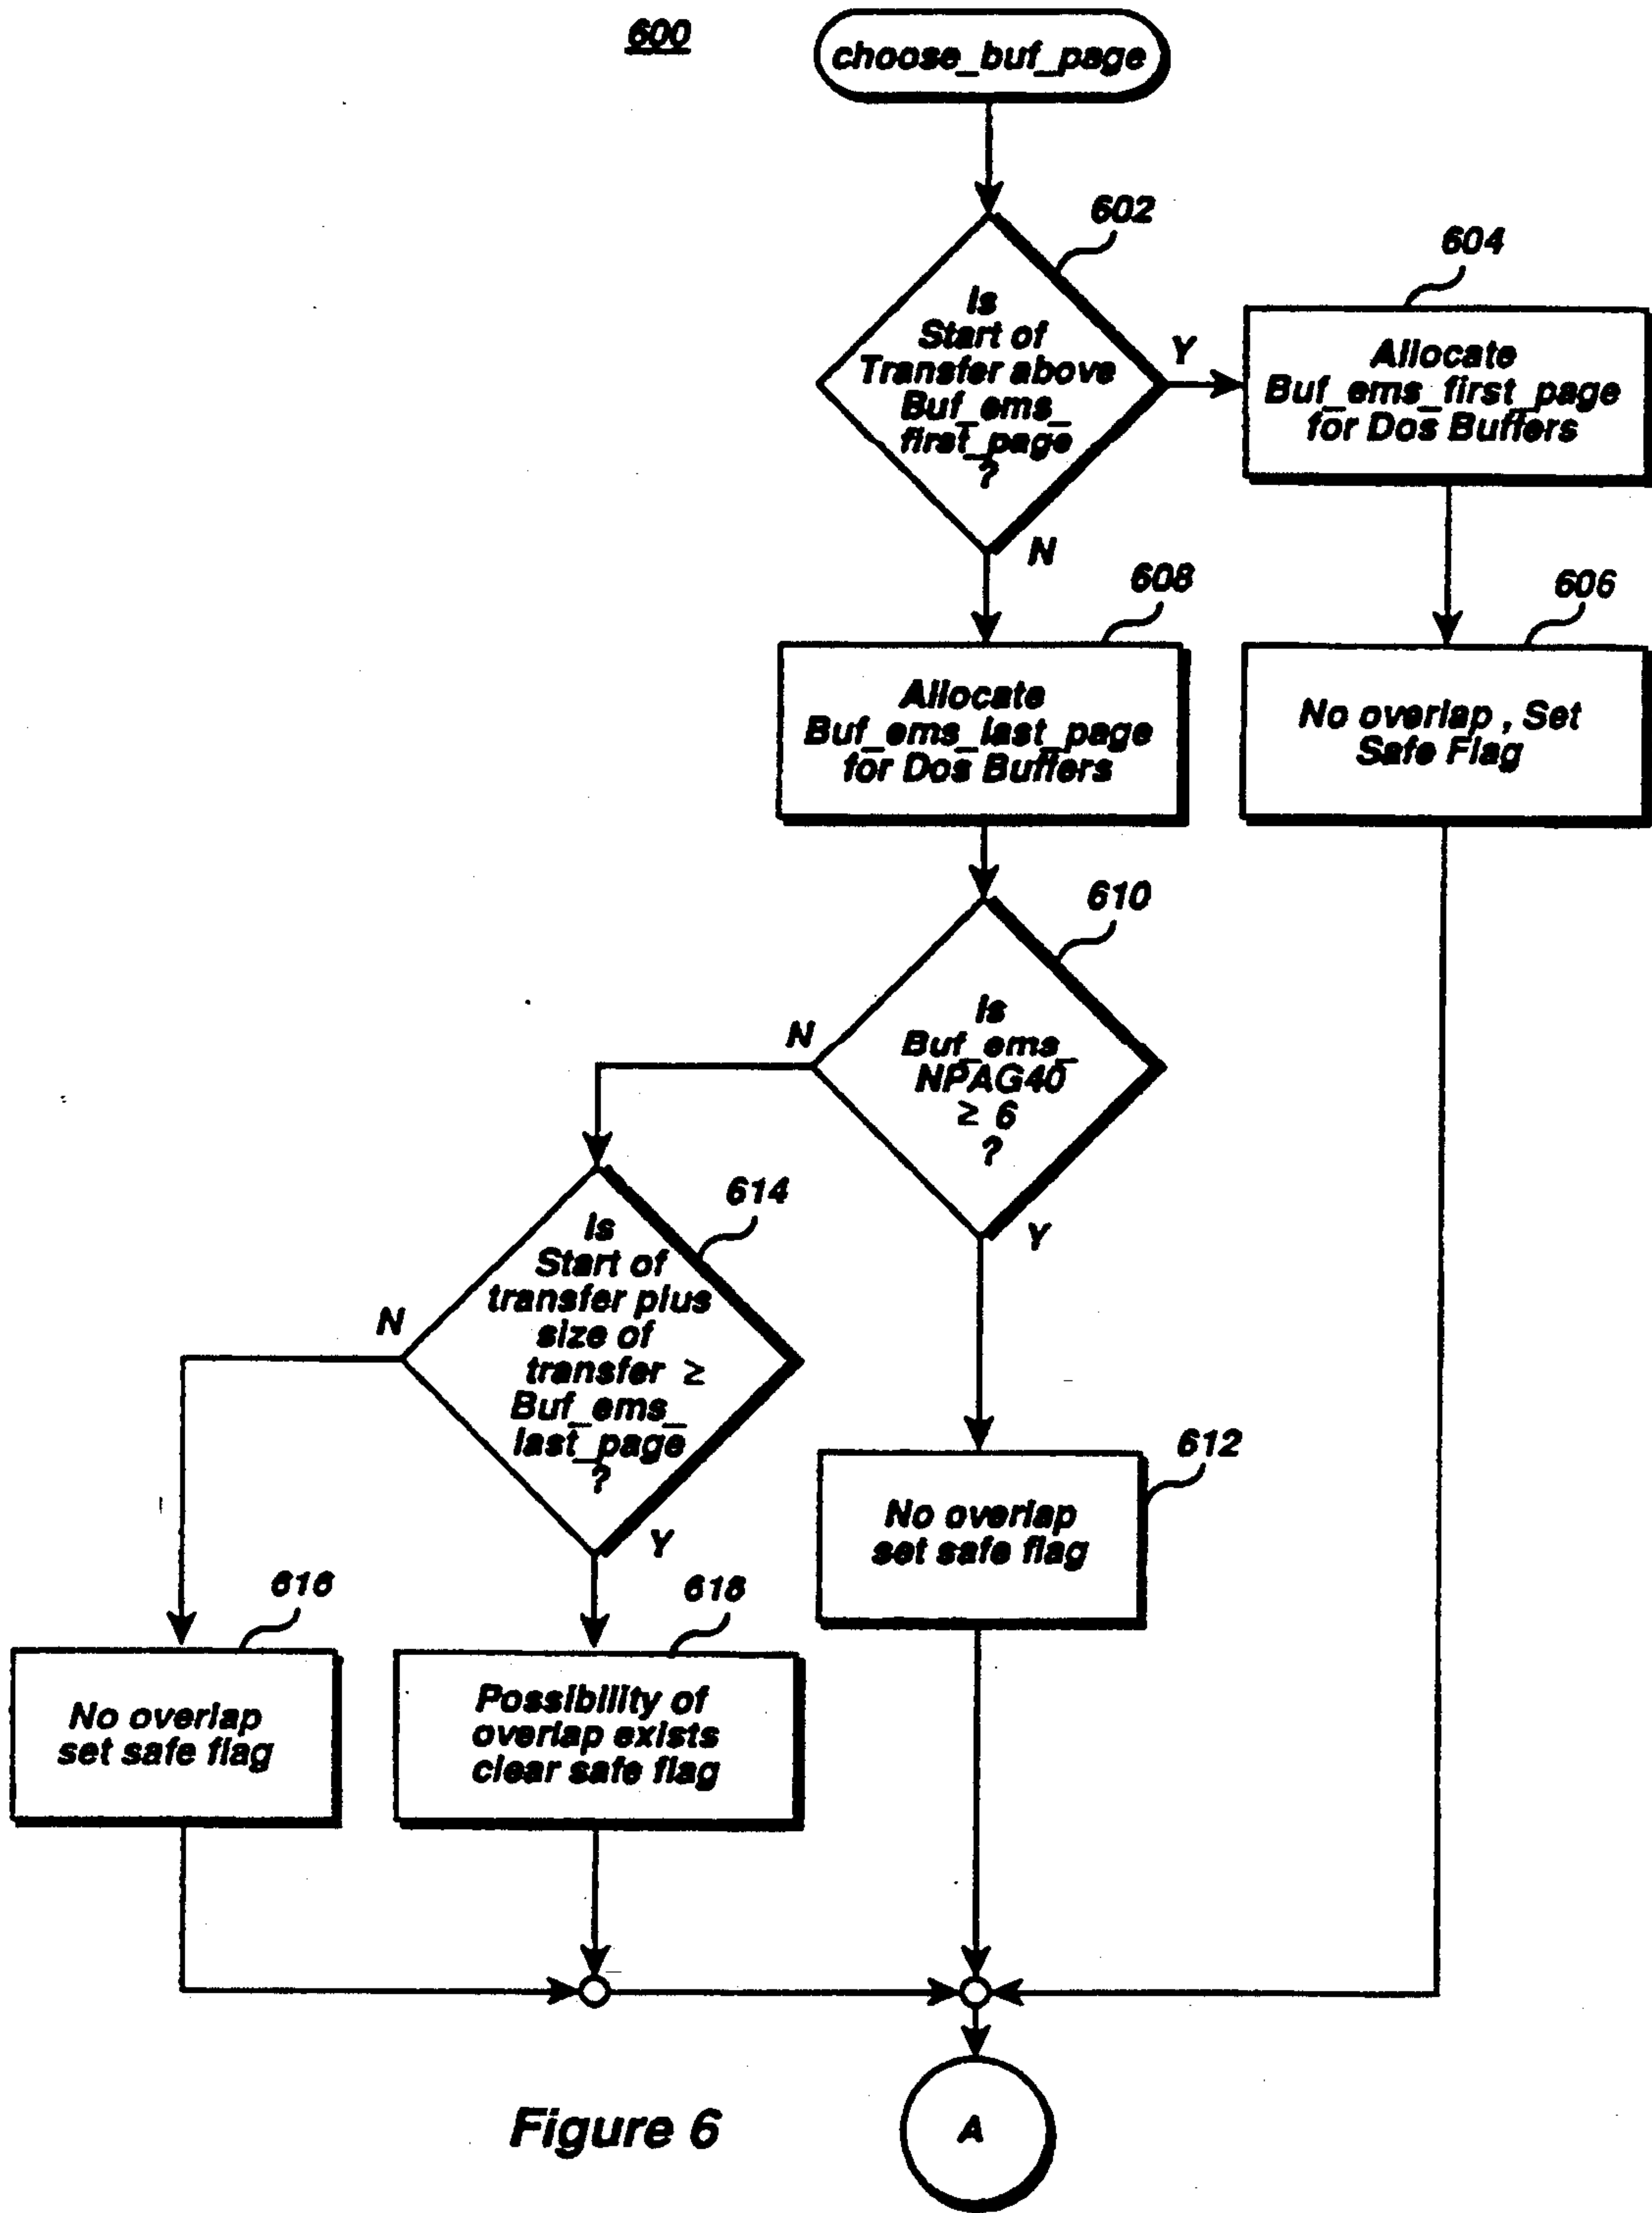 600
choose_buf_page
602
Is
Start of
Transfer above
Buf_ems_
first_page
?
Y
N
604
Allocate
Buf_ems_first_page
for Dos Buffers
606
No overlap , Set
Safe Flag
608
Allocate
Buf_ems_last_page
for Dos Buffers
610
Is
Buf_ems_
NPAG40
≥ 6
?
N
Y
614
Is
Start of
transfer plus
size of
transfer ≥
Buf_ems_
last_page
?
N
Y
612
No overlap
set safe flag
616
No overlap
set safe flag
618
Possibility of
overlap exists
clear safe flag
A
Figure 6